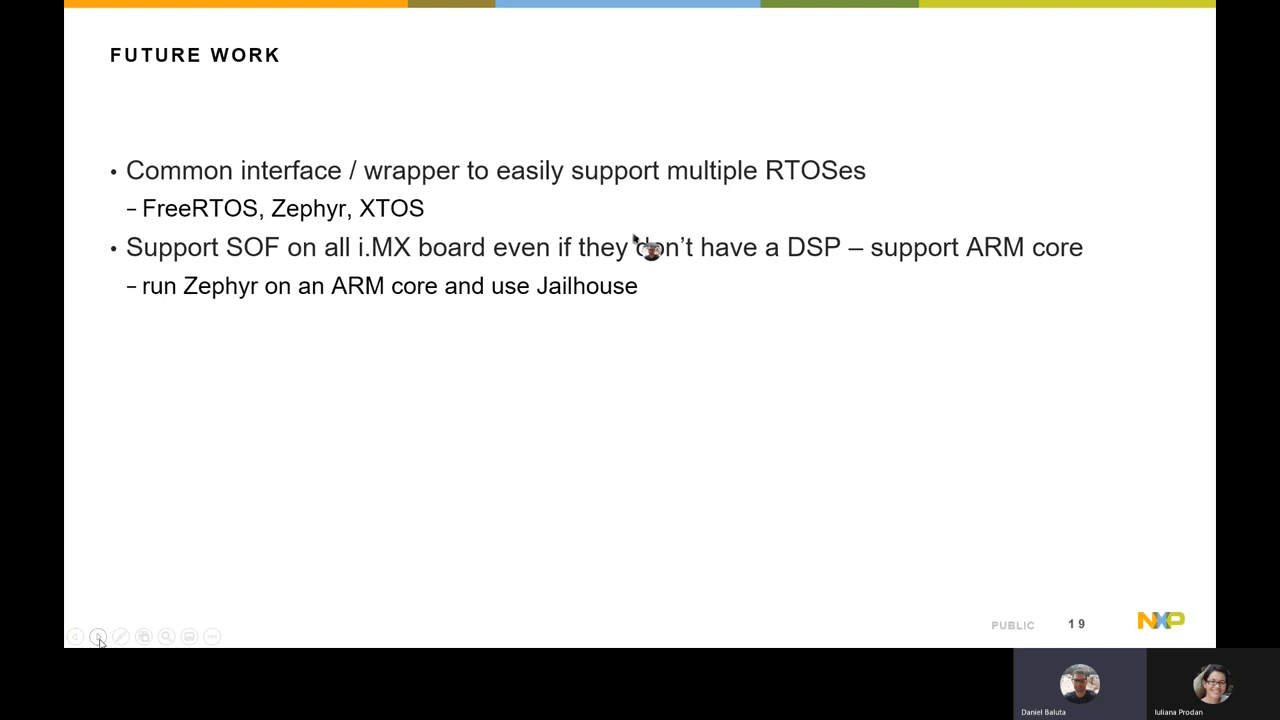 FUTURE WORK
• Common interface / wrapper to easily support multiple RTOSes
– FreeRTOS, Zephyr, XTOS
• Support SOF on all i.MX board even if they don’t have a DSP – support ARM core
– run Zephyr on an ARM core and use Jailhouse
PUBLIC 19 NXP
Daniel Baluta Iuliana Prodan